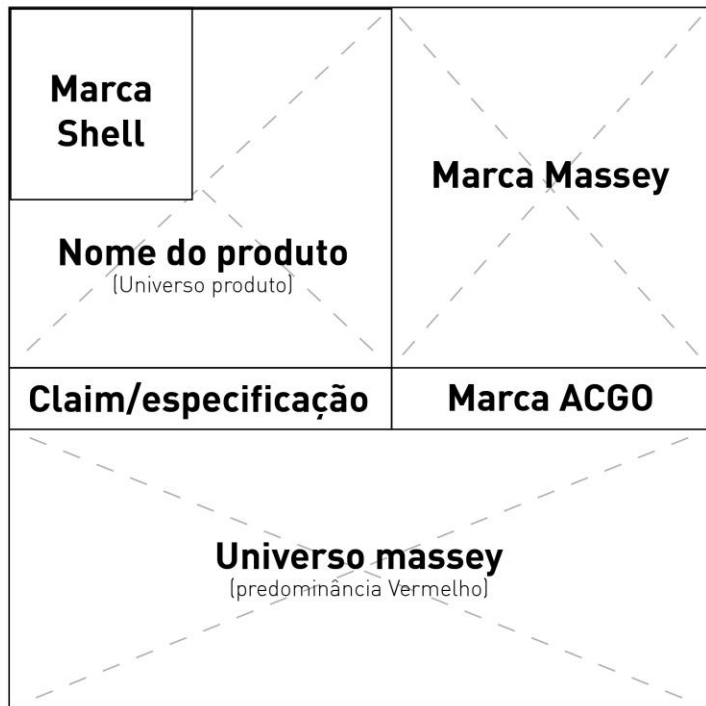 Marca
Shell
Marca Massey
Nome do produto
(Universo produto)
Claim/especificação
Marca ACGO
Universo massey
(predominância Vermelho)